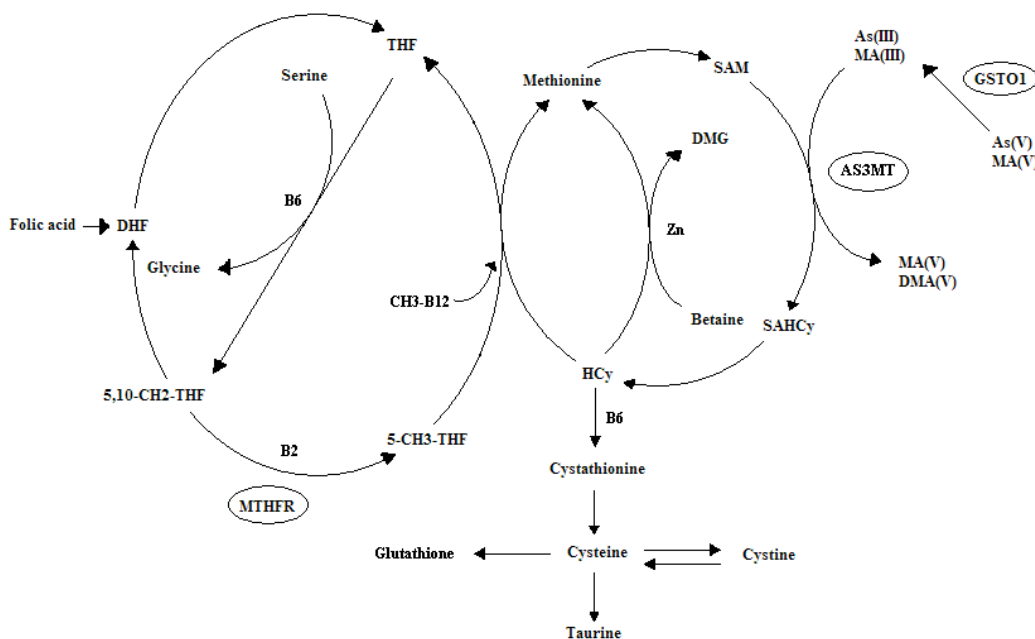 As(III)
MA(III)
THF
SAM
Serine
Methionine
GSTO1
DMG
As(V)
MA(V)
AS3MT
B6
Folic acid
DHF
Zn
Glycine
MA(V)
DMA(V)
CH3-B12
Betaine
SAHCy
HCy
5,10-CH2-THF
B6
5-CH3-THF
B2
Cystathionine
MTHFR
Glutathione
Cysteine
Cystine
Taurine